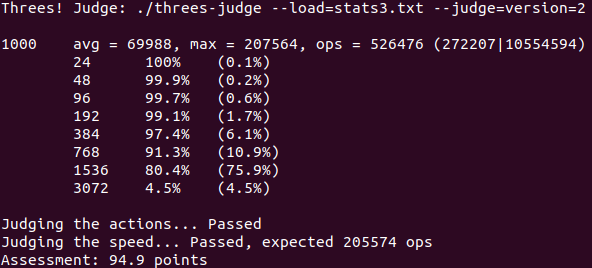 Threes! Judge: ./threes-judge --load=stats3.txt --judge=version=2
1000 avg = 69988, max = 207564, ops = 526476 (272207|10554594)
24 100% (0.1%)
48 99.9% (0.2%)
96 99.7% (0.6%)
192 99.1% (1.7%)
384 97.4% (6.1%)
768 91.3% (10.9%)
1536 80.4% (75.9%)
3072 4.5% (4.5%)
Judging the actions... Passed
Judging the speed... Passed, expected 205574 ops
Assessment: 94.9 points